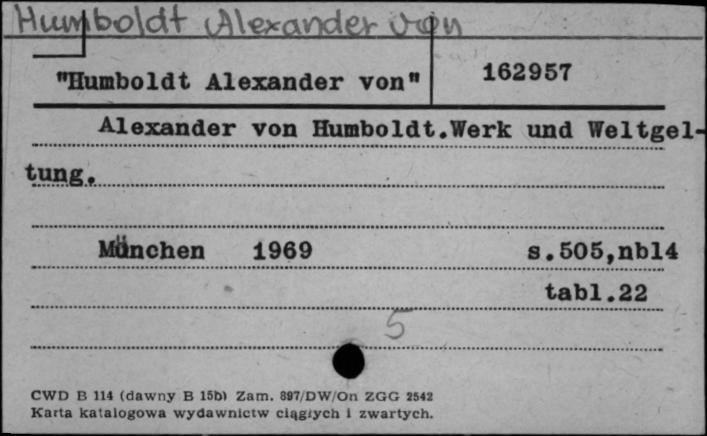 Humboldt Alexander von
"Humboldt Alexander von" 162957
Alexander von Humboldt.Werk und Weltgel-
tung.
München 1969 s.505,nbl4
tabl.22
5
CWD B 114 (dawny B 15b) Zam. 897/DW/On ZGG 2542
Karta katalogowa wydawnictw ciągłych i zwartych.